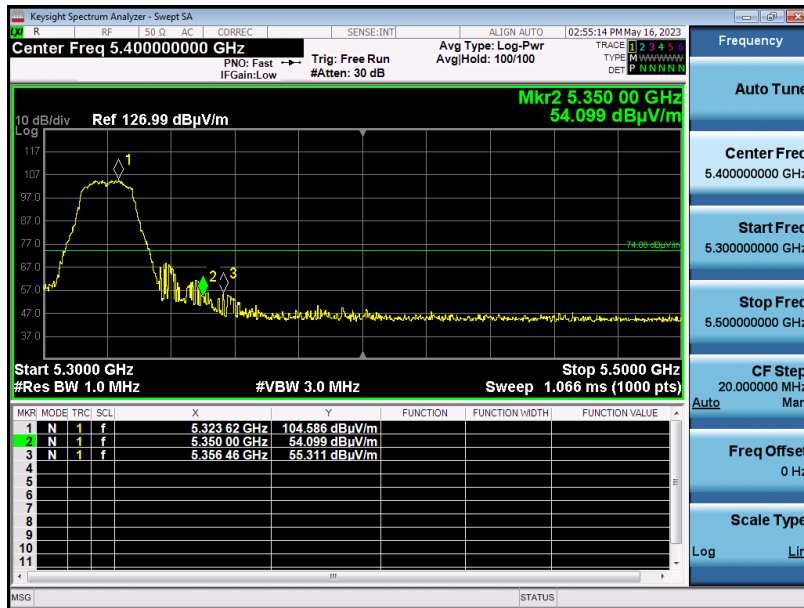 Keysight Spectrum Analyzer - Swept SA
LXI R RF 50 Ω AC CORREC SENSE:INT ALIGN AUTO 02:55:14 PM May 16, 2023
Center Freq 5.400000000 GHz
PNO: Fast
IFGain:Low
Trig: Free Run
#Atten: 30 dB
Avg Type: Log-Pwr
Avg|Hold: 100/100
TRACE 1 2 3 4 5 6
TYPE M WWWWW
DET P N N N N N
Mkr2 5.350 00 GHz
54.099 dBµV/m
10 dB/div Ref 126.99 dBµV/m
Log
117
107
97.0
87.0
77.0
67.0
57.0
47.0
37.0
1
2
3
74.00 dBµV/m
Start 5.3000 GHz Stop 5.5000 GHz
#Res BW 1.0 MHz #VBW 3.0 MHz Sweep 1.066 ms (1000 pts)
MKR MODE TRC SCL X Y FUNCTION FUNCTION WIDTH FUNCTION VALUE
1 N 1 f 5.323 62 GHz 104.586 dBµV/m
2 N 1 f 5.350 00 GHz 54.099 dBµV/m
3 N 1 f 5.356 46 GHz 55.311 dBµV/m
4
5
6
7
8
9
10
11
MSG STATUS
Frequency
Auto Tune
Center Freq
5.400000000 GHz
Start Freq
5.300000000 GHz
Stop Freq
5.500000000 GHz
CF Step
20.000000 MHz
Auto Man
Freq Offset
0 Hz
Scale Type
Log Lin